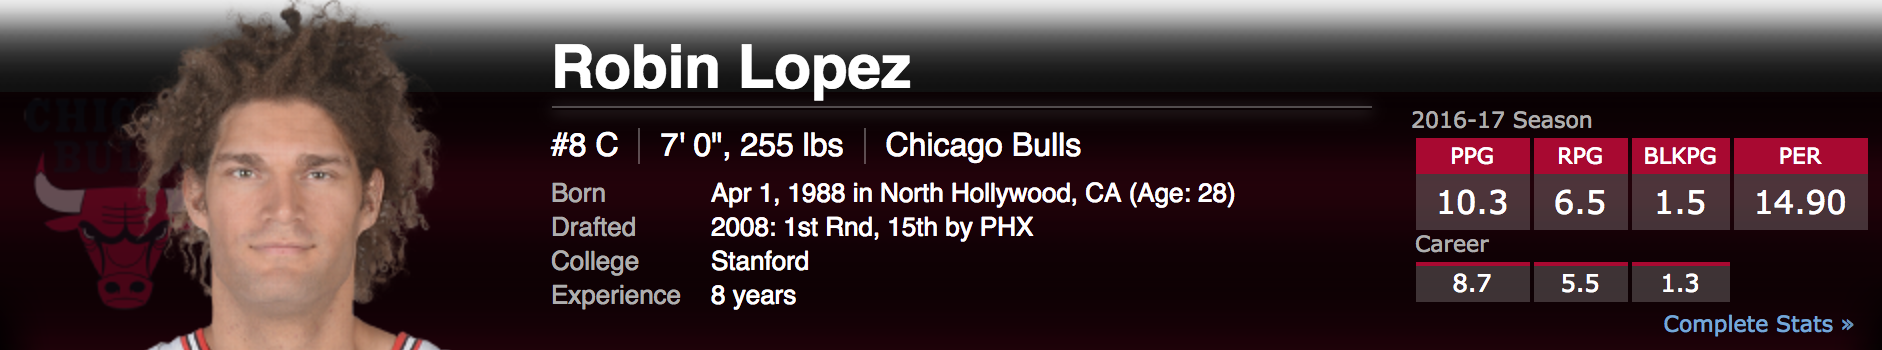 Robin Lopez
#8 C
7' 0", 255 lbs
Chicago Bulls
Born Apr 1, 1988 in North Hollywood, CA (Age: 28)
Drafted 2008: 1st Rnd, 15th by PHX
College Stanford
Experience 8 years
2016-17 Season
PPG RPG BLKPG PER
10.3 6.5 1.5 14.90
Career
8.7 5.5 1.3
Complete Stats »